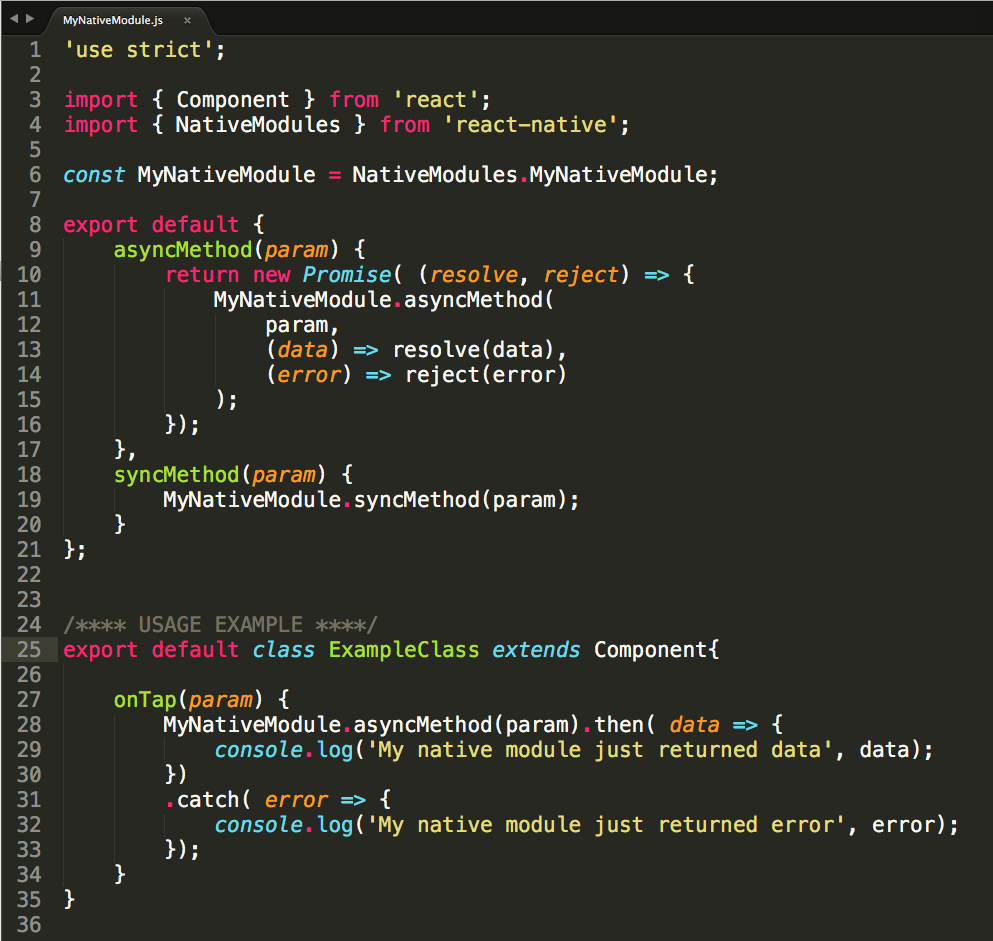 MyNativeModule.js ×
1 'use strict';
2
3 import { Component } from 'react';
4 import { NativeModules } from 'react-native';
5
6 const MyNativeModule = NativeModules.MyNativeModule;
7
8 export default {
9     asyncMethod(param) {
10         return new Promise( (resolve, reject) => {
11             MyNativeModule.asyncMethod(
12                 param,
13                 (data) => resolve(data),
14                 (error) => reject(error)
15             );
16         });
17     },
18     syncMethod(param) {
19         MyNativeModule.syncMethod(param);
20     }
21 };
22
23
24 /**** USAGE EXAMPLE ****/
25 export default class ExampleClass extends Component{
26
27     onTap(param) {
28         MyNativeModule.asyncMethod(param).then( data => {
29             console.log('My native module just returned data', data);
30         })
31         .catch( error => {
32             console.log('My native module just returned error', error);
33         });
34     }
35 }
36